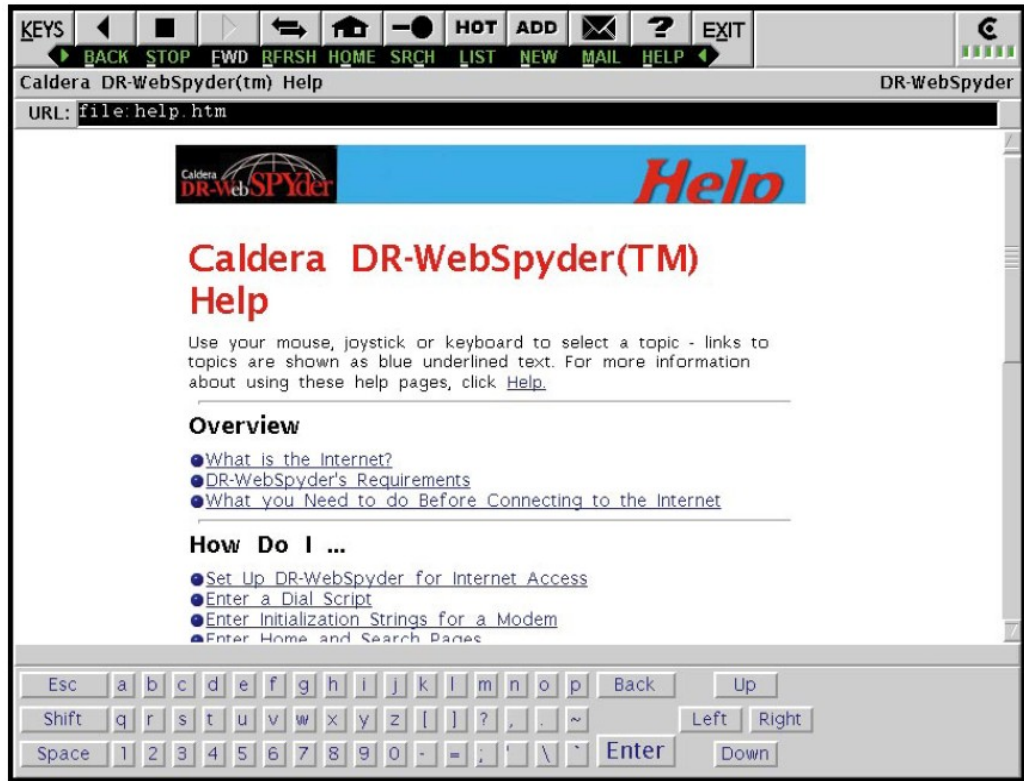 KEYS HOT ADD ? EXIT
BACK STOP FWD RFRSH HOME SRCH LIST NEW MAIL HELP
Caldera DR-WebSpyder(tm) Help DR-WebSpyder
URL: file:help.htm
Caldera
DR-WebSPYder
Help
Caldera DR-WebSpyder(TM)
Help
Use your mouse, joystick or keyboard to select a topic - links to
topics are shown as blue underlined text. For more information
about using these help pages, click Help.
Overview
What is the Internet?
DR-WebSpyder's Requirements
What you Need to do Before Connecting to the Internet
How Do I ...
Set Up DR-WebSpyder for Internet Access
Enter a Dial Script
Enter Initialization Strings for a Modem
Enter Home and Search Pages
Esc a b c d e f g h i j k l m n o p Back Up
Shift q r s t u v w x y z [ ] ? , . ~ Left Right
Space 1 2 3 4 5 6 7 8 9 0 - = ; ' \ ` Enter Down